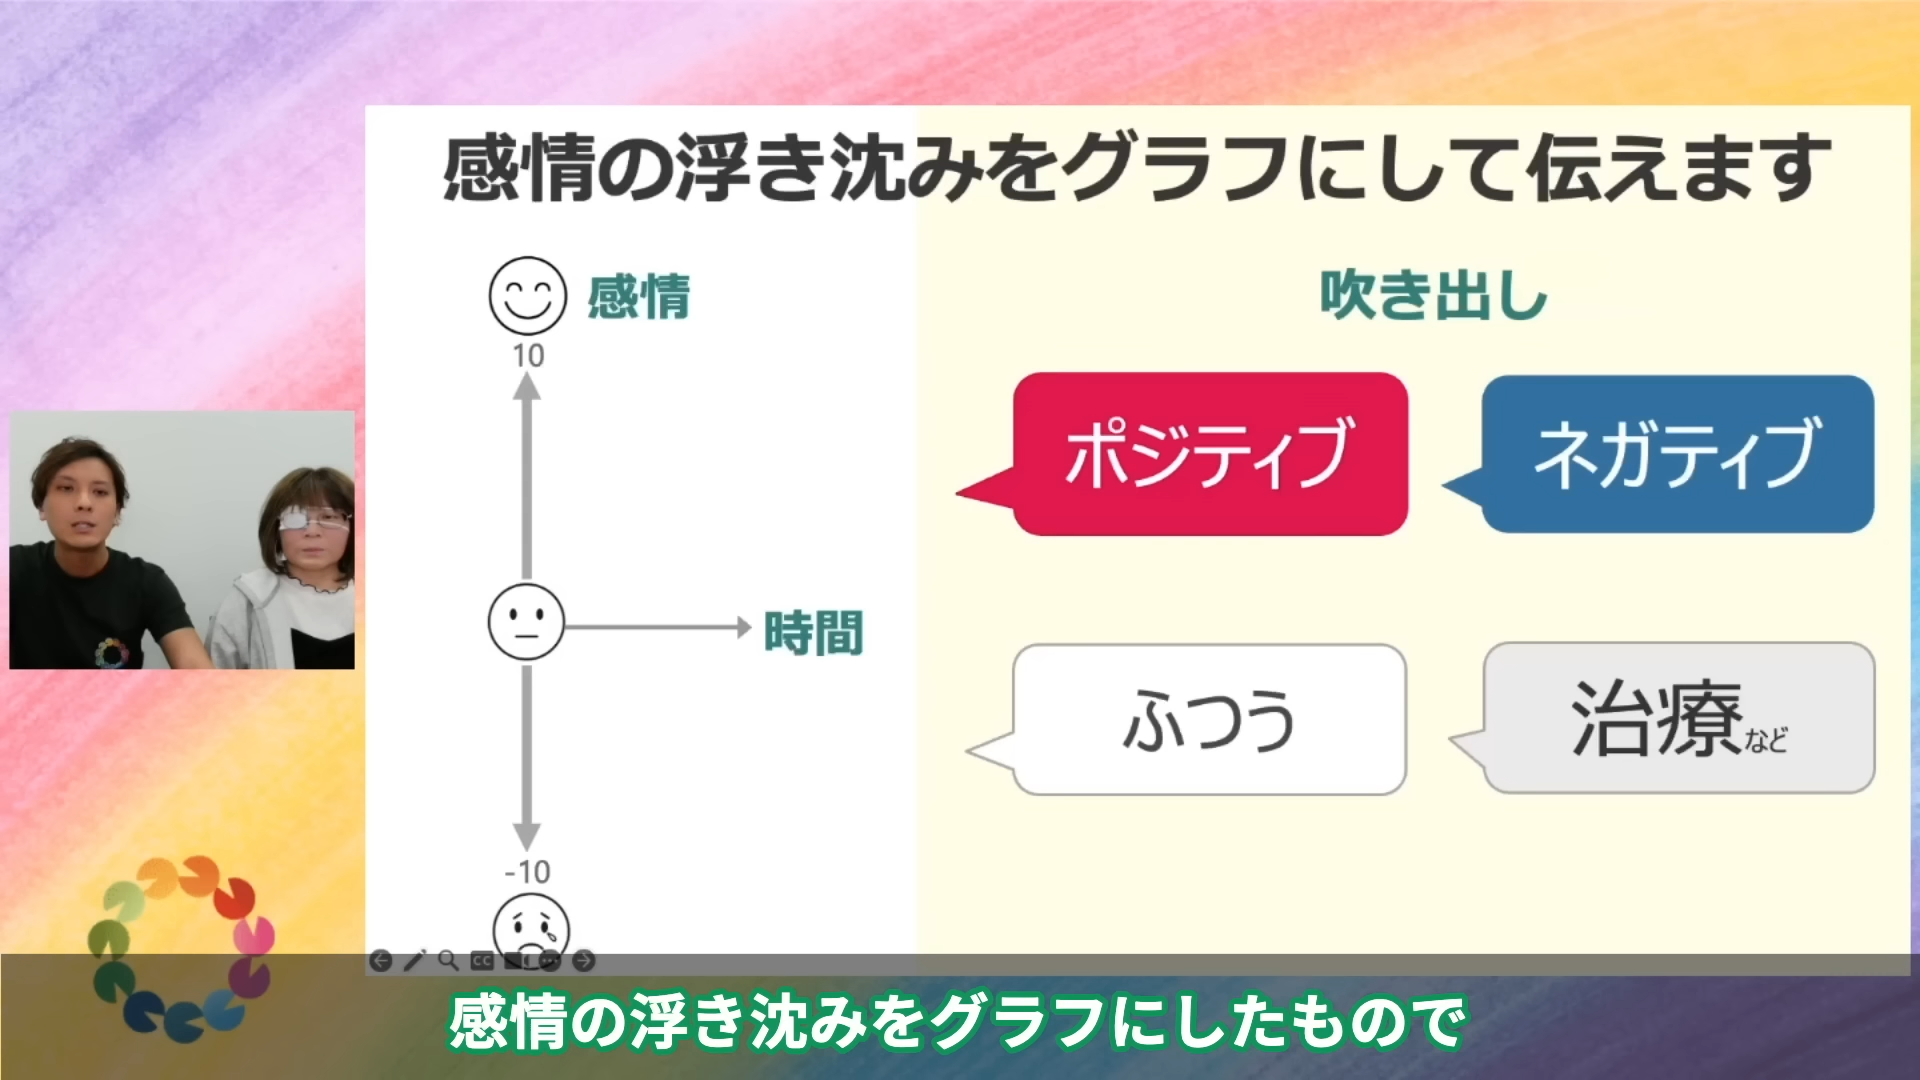 感情の浮き沈みをグラフにして伝えます
感情
10
時間
-10
吹き出し
ポジティブ
ネガティブ
ふつう
治療など
CC
感情の浮き沈みをグラフにしたもので